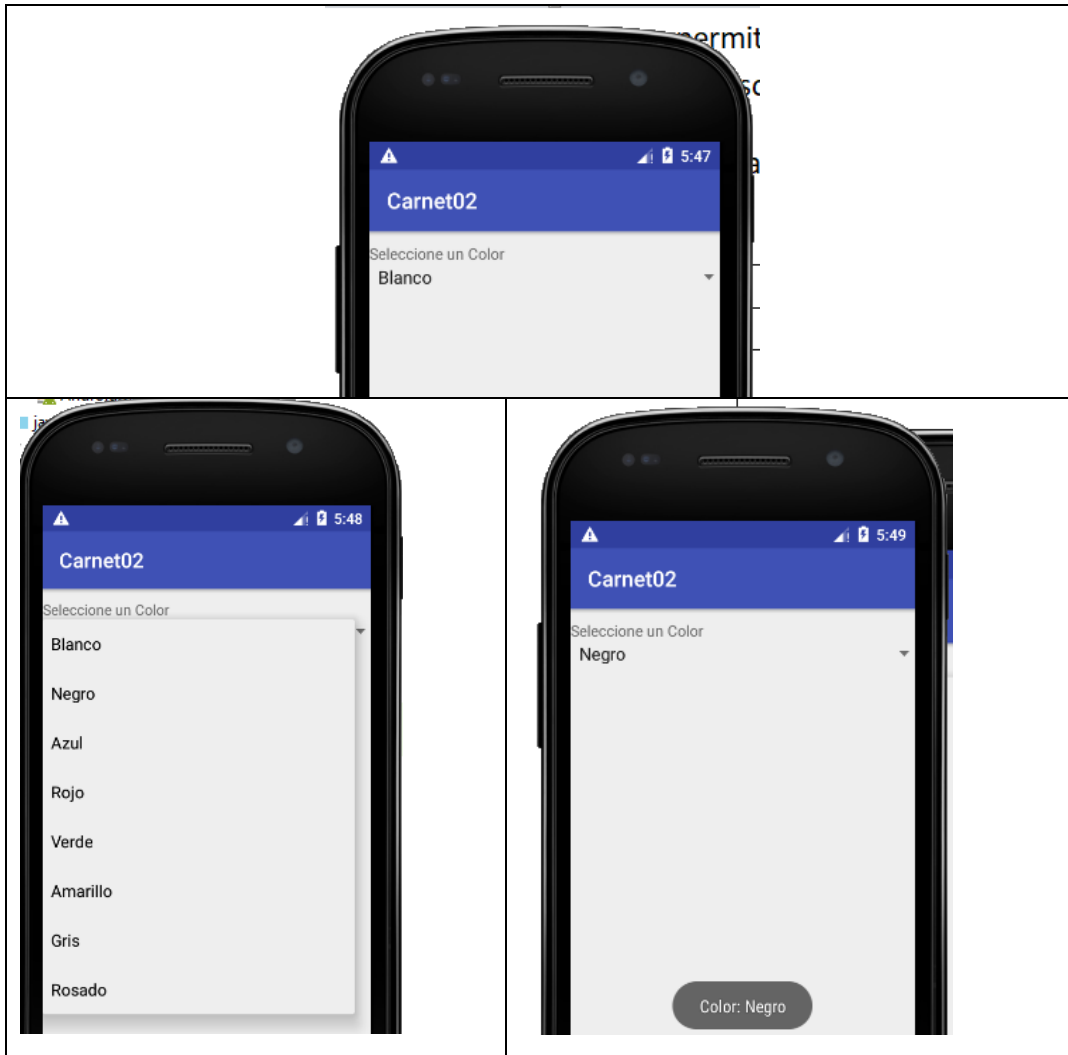 permit
5:47
Carnet02
Seleccione un Color
Blanco
5:48
Carnet02
Seleccione un Color
Blanco
Negro
Azul
Rojo
Verde
Amarillo
Gris
Rosado
5:49
Carnet02
Seleccione un Color
Negro
Color: Negro